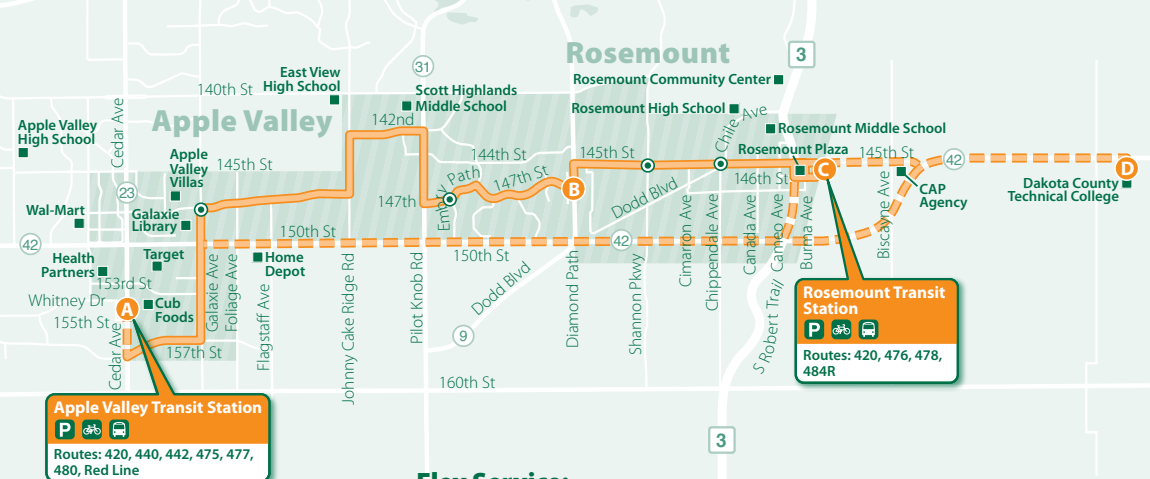 Rosemount
3
Rosemount Community Center
31
East View
High School
140th St
Scott Highlands
Middle School
Rosemount High School
Chile Ave
Apple Valley
142nd
Apple Valley
High School
Cedar Ave
Rosemount Middle School
Rosemount Plaza
Apple
Valley
Villas
145th St
144th St
145th St
145th St
42
C
D
23
147th
Embry Path
147th St
B
146th St
Dodd Blvd
CAP
Agency
Dakota County
Technical College
Wal-Mart
Galaxie
Library
42
150th St
42
Health
Partners
Target
Home
Depot
150th St
153rd St
Whitney Dr
A
Cub
Foods
155th St
157th St
Cedar Ave
Galaxie Ave
Foliage Ave
Flagstaff Ave
Johnny Cake Ridge Rd
Pilot Knob Rd
Dodd Blvd
9
Diamond Path
Shannon Pkwy
Cimarron Ave
Chippendale Ave
Canada Ave
S Robert Trail
Cameo Ave
Burma Ave
Biscayne Ave
160th St
3
Rosemount Transit
Station
P
Routes: 420, 476, 478,
484R
Apple Valley Transit Station
P
Routes: 420, 440, 442, 475, 477,
480, Red Line
Flex Service: